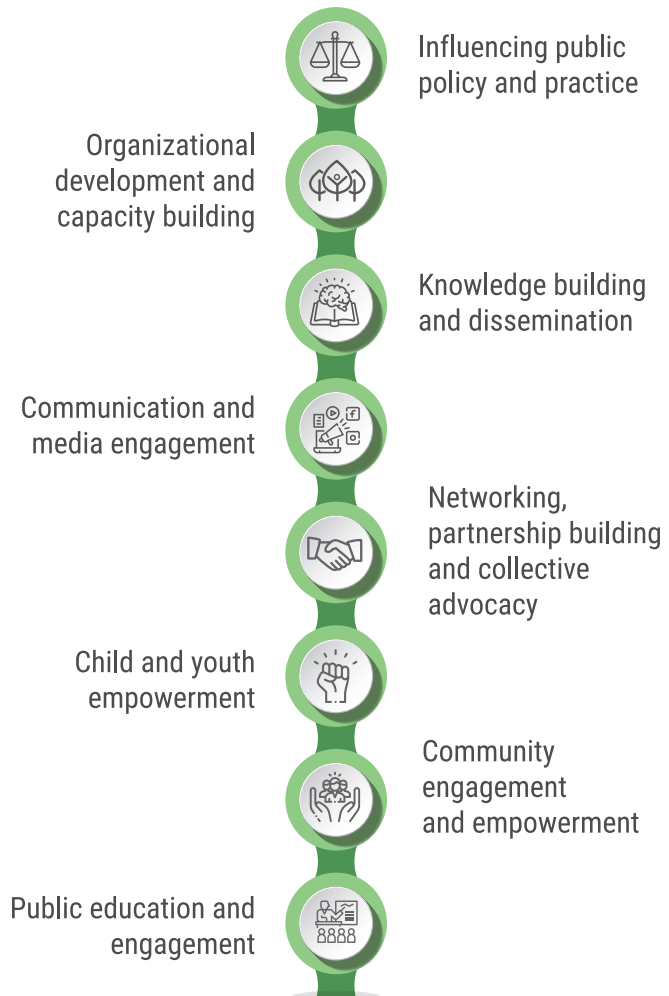 Influencing public
policy and practice
Organizational
development and
capacity building
Knowledge building
and dissemination
Communication and
media engagement
Networking,
partnership building
and collective
advocacy
Child and youth
empowerment
Community
engagement
and empowerment
Public education and
engagement